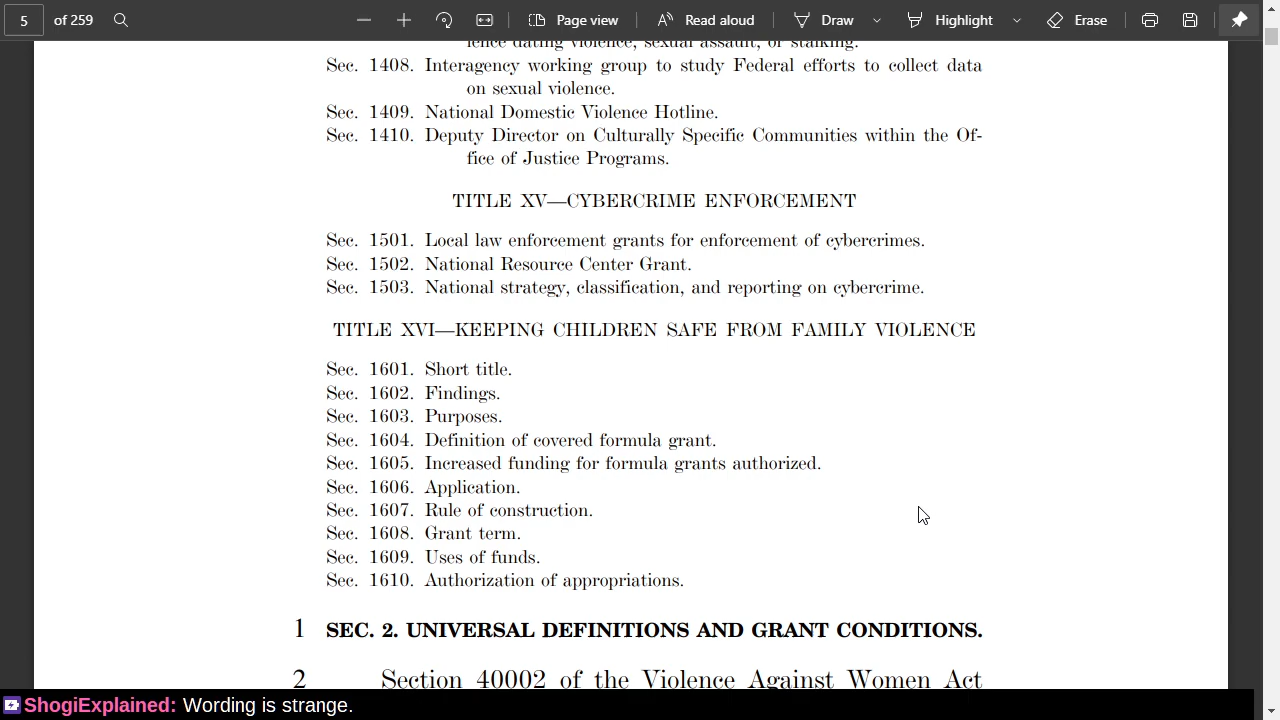 5 of 259 Page view Read aloud Draw Highlight Erase
lence dating violence, sexual assault, or stalking.
Sec. 1408. Interagency working group to study Federal efforts to collect data
on sexual violence.
Sec. 1409. National Domestic Violence Hotline.
Sec. 1410. Deputy Director on Culturally Specific Communities within the Of-
fice of Justice Programs.
TITLE XV—CYBERCRIME ENFORCEMENT
Sec. 1501. Local law enforcement grants for enforcement of cybercrimes.
Sec. 1502. National Resource Center Grant.
Sec. 1503. National strategy, classification, and reporting on cybercrime.
TITLE XVI—KEEPING CHILDREN SAFE FROM FAMILY VIOLENCE
Sec. 1601. Short title.
Sec. 1602. Findings.
Sec. 1603. Purposes.
Sec. 1604. Definition of covered formula grant.
Sec. 1605. Increased funding for formula grants authorized.
Sec. 1606. Application.
Sec. 1607. Rule of construction.
Sec. 1608. Grant term.
Sec. 1609. Uses of funds.
Sec. 1610. Authorization of appropriations.
1 SEC. 2. UNIVERSAL DEFINITIONS AND GRANT CONDITIONS.
2 Section 40002 of the Violence Against Women Act
ShogiExplained: Wording is strange.